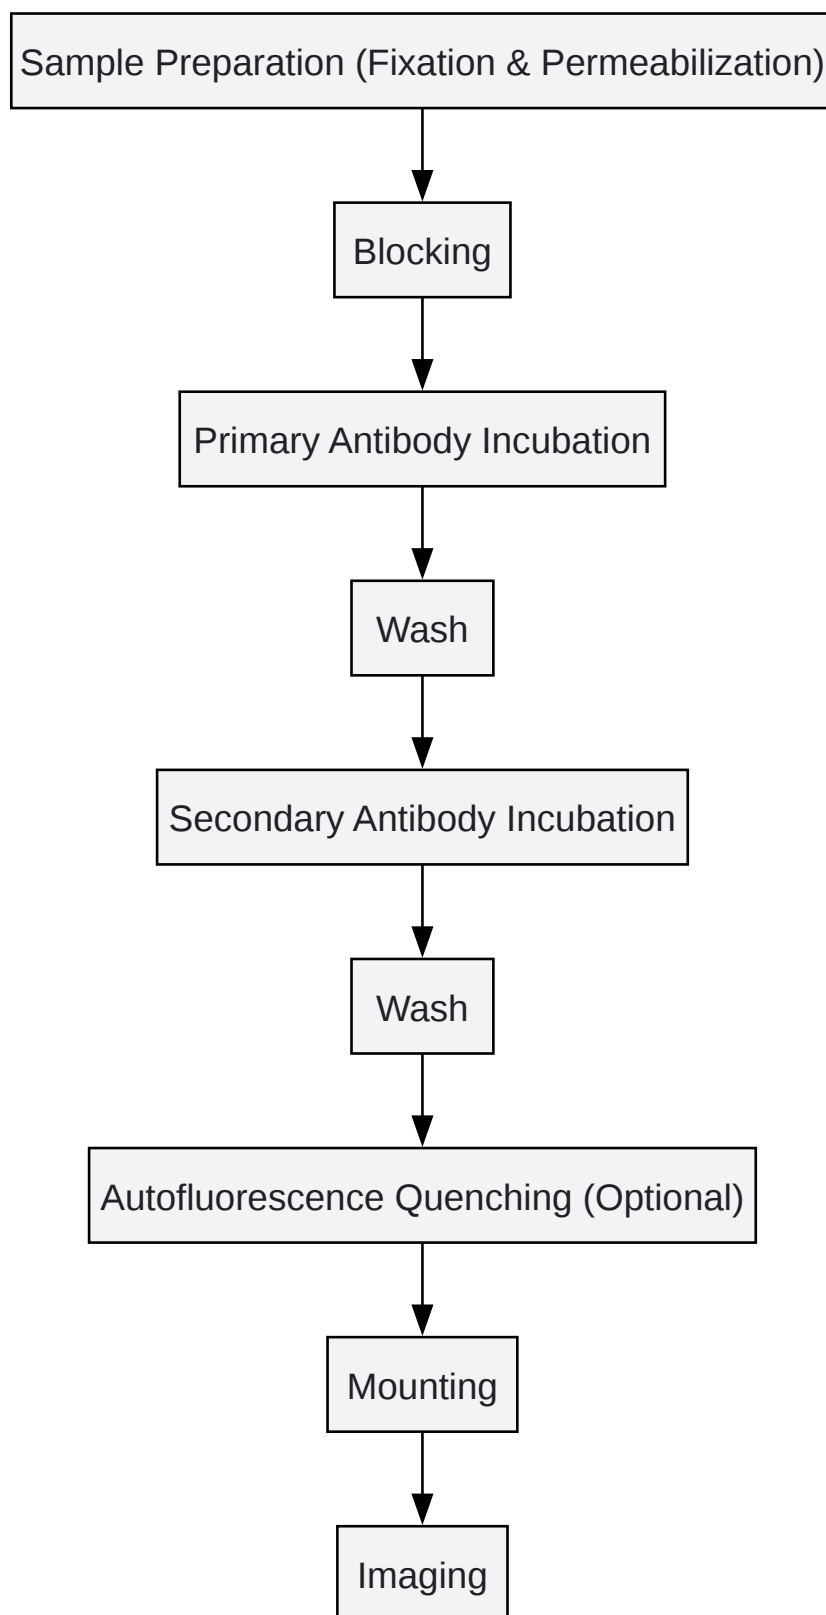 Sample Preparation (Fixation & Permeabilization)
Blocking
Primary Antibody Incubation
Wash
Secondary Antibody Incubation
Wash
Autofluorescence Quenching (Optional)
Mounting
Imaging